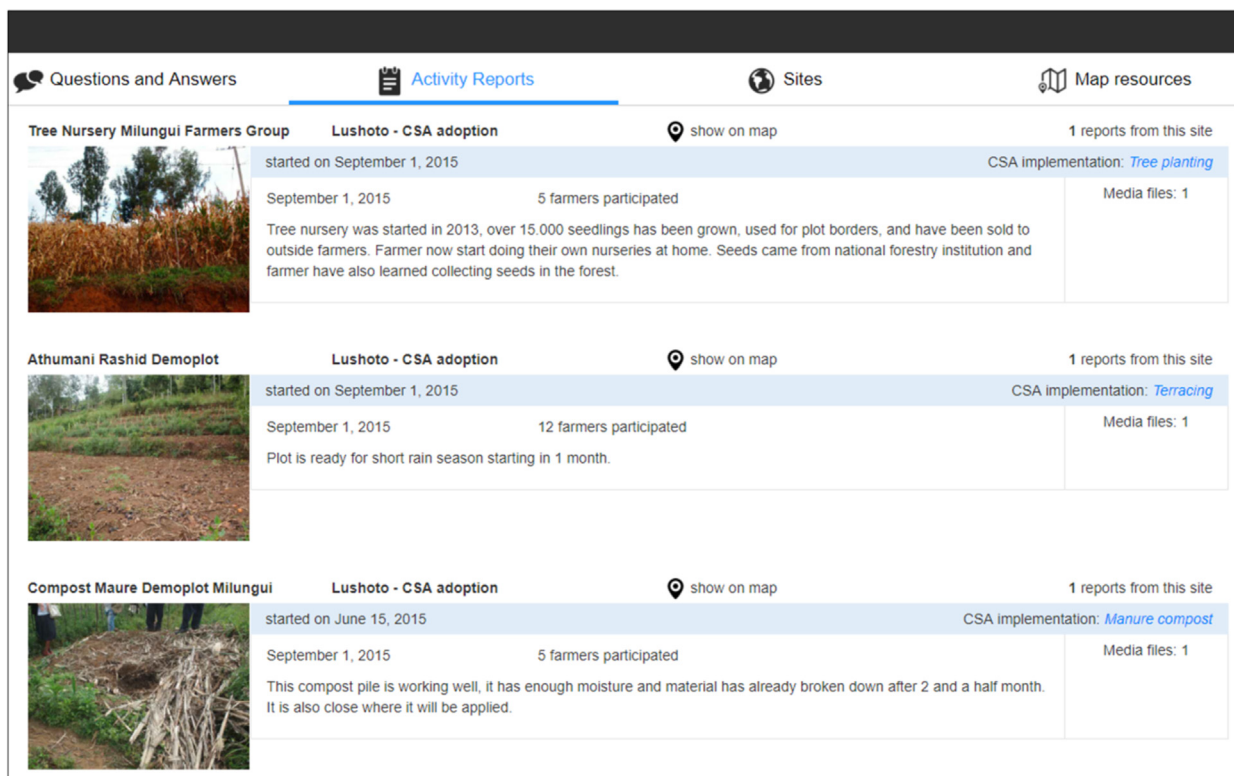 Questions and Answers
Activity Reports
Sites
Map resources
Tree Nursery Milungui Farmers Group
Lushoto - CSA adoption
show on map
1 reports from this site
started on September 1, 2015
CSA implementation: Tree planting
September 1, 2015
5 farmers participated
Media files: 1
Tree nursery was started in 2013, over 15.000 seedlings has been grown, used for plot borders, and have been sold to
outside farmers. Farmer now start doing their own nurseries at home. Seeds came from national forestry institution and
farmer have also learned collecting seeds in the forest.
Athumani Rashid Demoplot
Lushoto - CSA adoption
show on map
1 reports from this site
started on September 1, 2015
CSA implementation: Terracing
September 1, 2015
12 farmers participated
Media files: 1
Plot is ready for short rain season starting in 1 month.
Compost Maure Demoplot Milungui
Lushoto - CSA adoption
show on map
1 reports from this site
started on June 15, 2015
CSA implementation: Manure compost
September 1, 2015
5 farmers participated
Media files: 1
This compost pile is working well, it has enough moisture and material has already broken down after 2 and a half month.
It is also close where it will be applied.